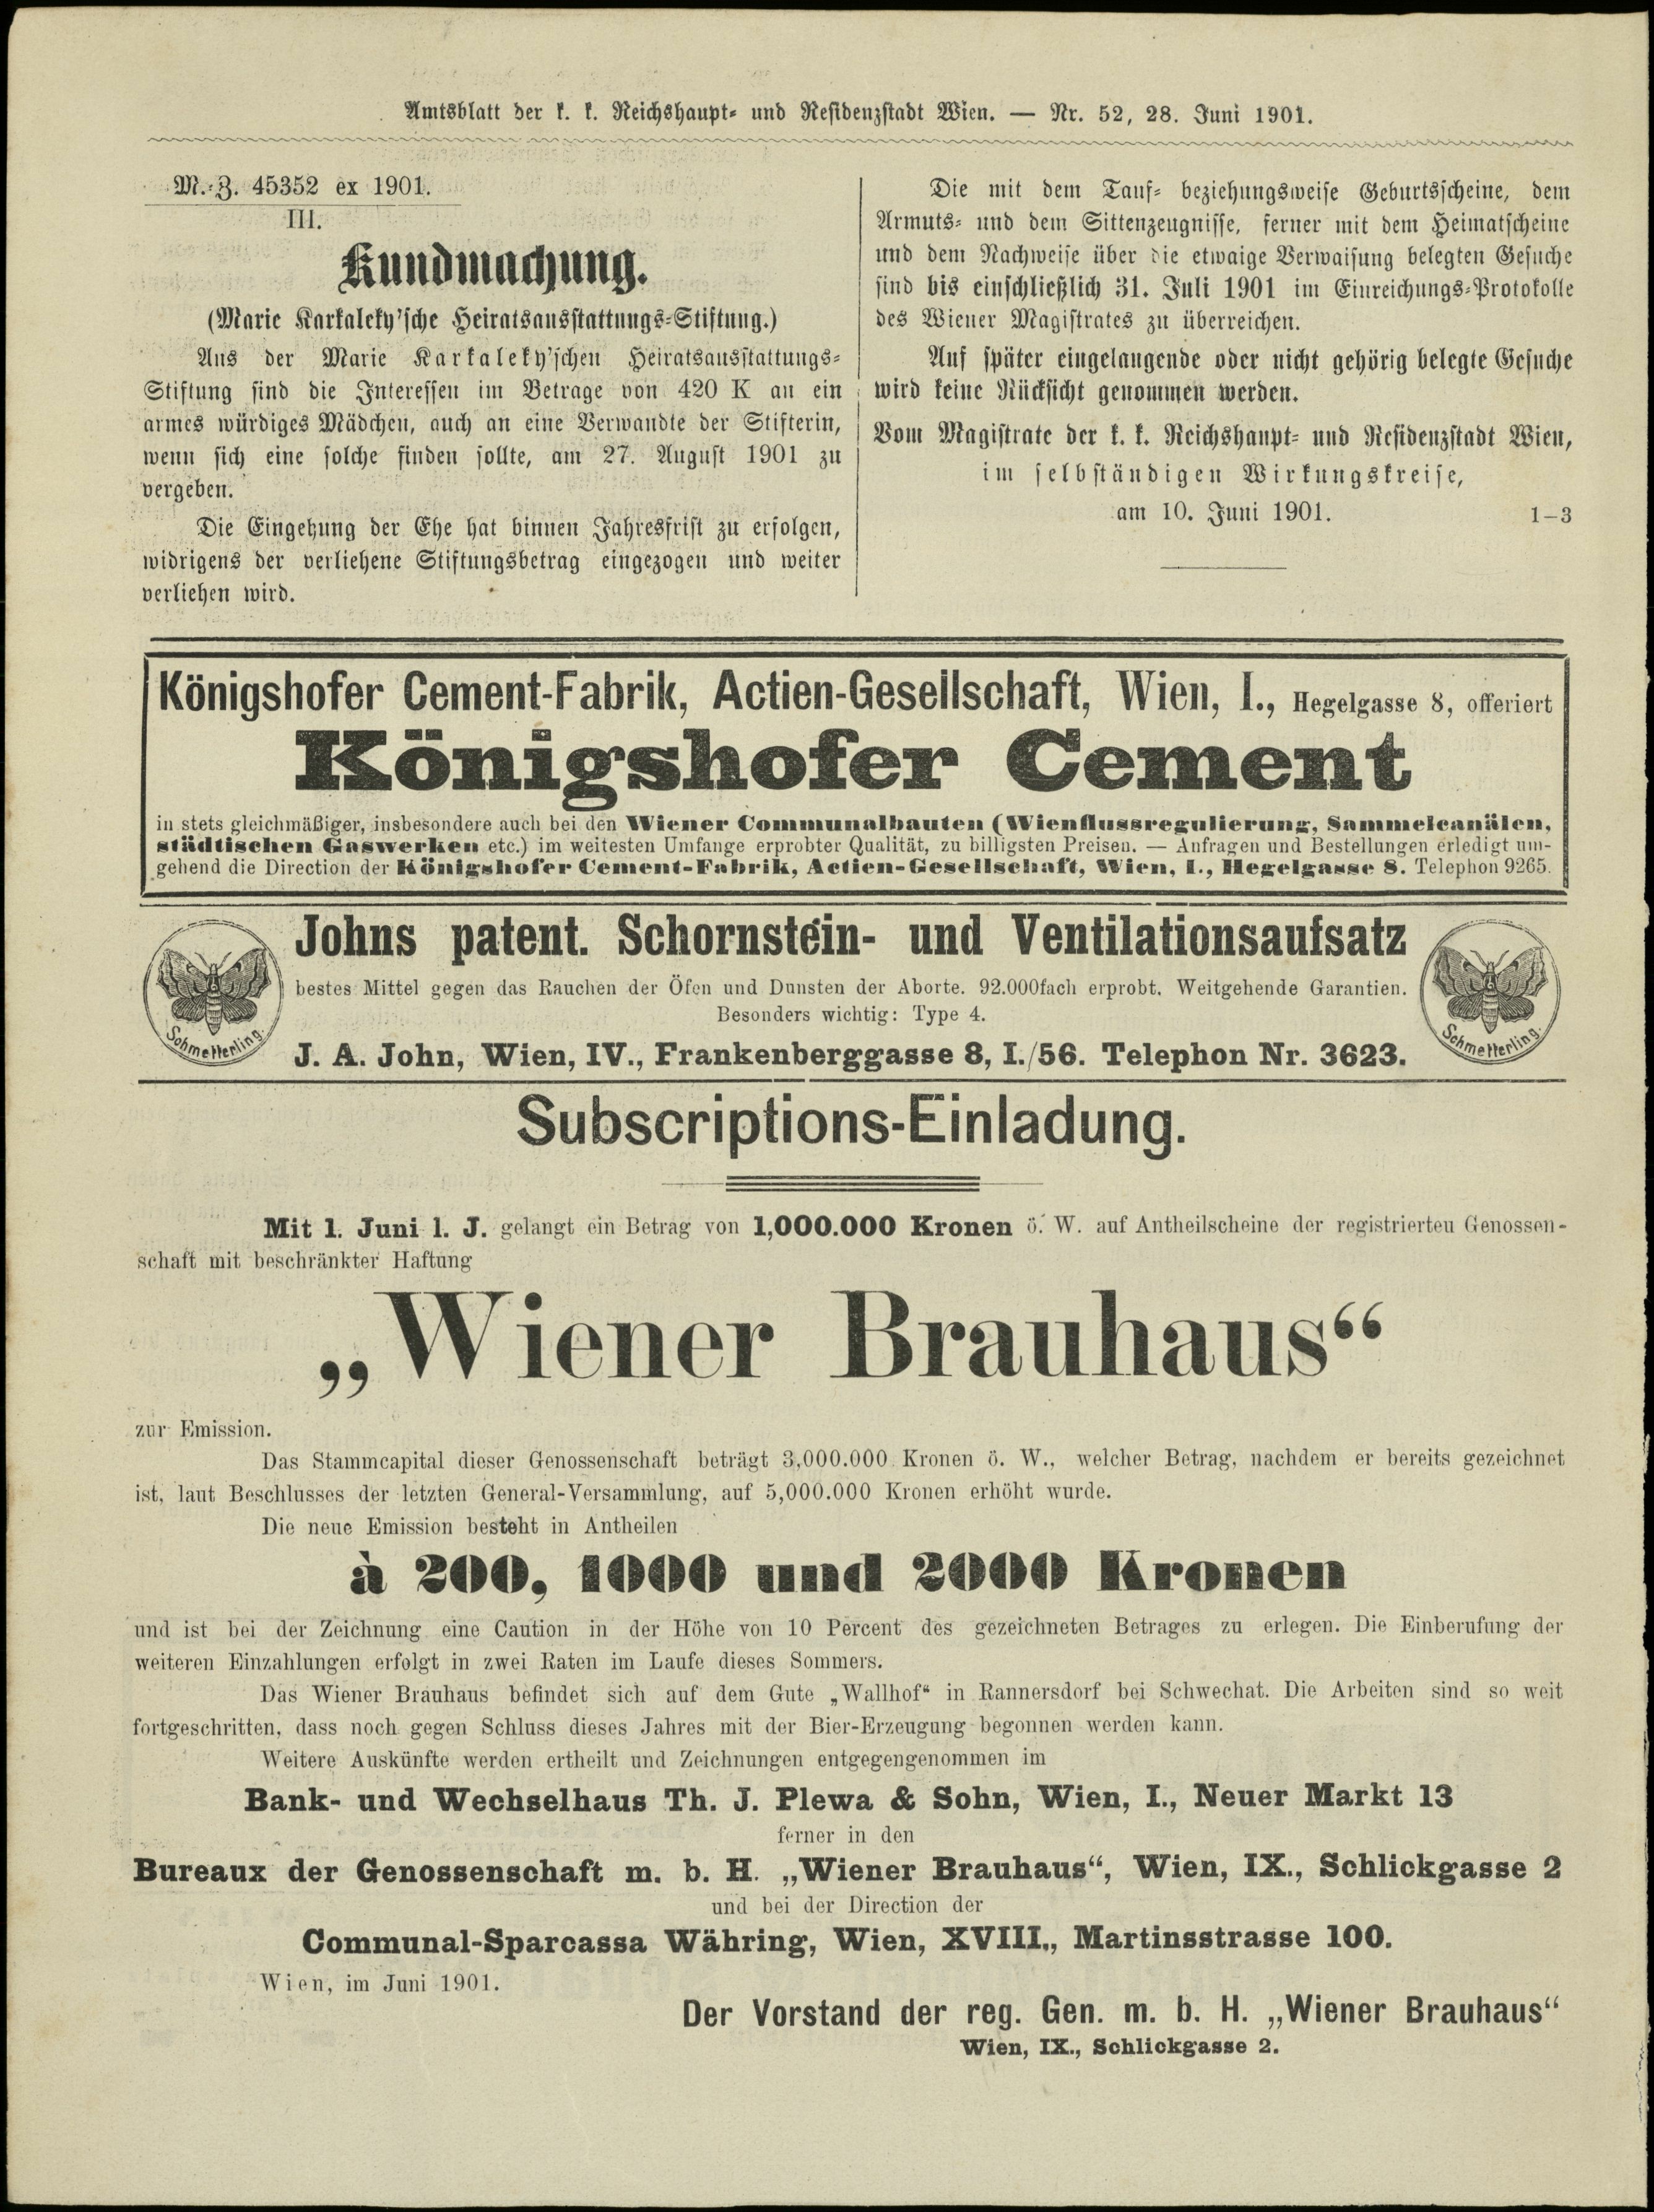 Amtsblatt der k. k. Reichshaupt- und Residenzstadt Wien. — Nr. 52, 28. Juni 1901.
M.-Z. 45352 ex 1901.
III.
Kundmachung.
(Marie Karkaleky'sche Heiratsausstattungs-Stiftung.)
Aus der Marie Karkaleky'schen Heiratsausstattungs-
Stiftung sind die Interessen im Betrage von 420 K an ein
armes würdiges Mädchen, auch an eine Verwandte der Stifterin,
wenn sich eine solche finden sollte, am 27. August 1901 zu
vergeben.
Die Eingehung der Ehe hat binnen Jahresfrist zu erfolgen,
widrigens der verliehene Stiftungsbetrag eingezogen und weiter
verliehen wird.
Die mit dem Tauf- beziehungsweise Geburtsscheine, dem
Armuts- und dem Sittenzeugnisse, ferner mit dem Heimatscheine
und dem Nachweise über die etwaige Verwaisung belegten Gesuche
sind bis einschließlich 31. Juli 1901 im Einreichungs-Protokolle
des Wiener Magistrates zu überreichen.
Auf später eingelangende oder nicht gehörig belegte Gesuche
wird keine Rücksicht genommen werden.
Vom Magistrate der k. k. Reichshaupt- und Residenzstadt Wien,
im selbständigen Wirkungskreise,
am 10. Juni 1901. 1—3
Königshofer Cement-Fabrik, Actien-Gesellschaft, Wien, I., Hegelgasse 8, offeriert
Königshofer Cement
in stets gleichmäßiger, insbesondere auch bei den Wiener Communalbauten (Wienflussregulierung, Sammelcanälen,
städtischen Gaswerken etc.) im weitesten Umfange erprobter Qualität, zu billigsten Preisen. — Anfragen und Bestellungen erledigt um-
gehend die Direction der Königshofer Cement-Fabrik, Actien-Gesellschaft, Wien, I., Hegelgasse 8. Telephon 9265.
Johns patent. Schornstein- und Ventilationsaufsatz
bestes Mittel gegen das Rauchen der Öfen und Dunsten der Aborte. 92.000fach erprobt. Weitgehende Garantien.
Besonders wichtig: Type 4.
J. A. John, Wien, IV., Frankenberggasse 8, I./56. Telephon Nr. 3623.
Schmetterling.
Schmetterling.
Subscriptions-Einladung.
Mit 1. Juni l. J. gelangt ein Betrag von 1,000.000 Kronen ö. W. auf Antheilscheine der registrierten Genossen-
schaft mit beschränkter Haftung
„Wiener Brauhaus“
zur Emission.
Das Stammcapital dieser Genossenschaft beträgt 3,000.000 Kronen ö. W., welcher Betrag, nachdem er bereits gezeichnet
ist, laut Beschlusses der letzten General-Versammlung, auf 5,000.000 Kronen erhöht wurde.
Die neue Emission besteht in Antheilen
à 200, 1000 und 2000 Kronen
und ist bei der Zeichnung eine Caution in der Höhe von 10 Percent des gezeichneten Betrages zu erlegen. Die Einberufung der
weiteren Einzahlungen erfolgt in zwei Raten im Laufe dieses Sommers.
Das Wiener Brauhaus befindet sich auf dem Gute „Wallhof“ in Rannersdorf bei Schwechat. Die Arbeiten sind so weit
fortgeschritten, dass noch gegen Schluss dieses Jahres mit der Bier-Erzeugung begonnen werden kann.
Weitere Auskünfte werden ertheilt und Zeichnungen entgegengenommen im
Bank- und Wechselhaus Th. J. Plewa & Sohn, Wien, I., Neuer Markt 13
ferner in den
Bureaux der Genossenschaft m. b. H. „Wiener Brauhaus“, Wien, IX., Schlickgasse 2
und bei der Direction der
Communal-Sparcassa Währing, Wien, XVIII., Martinsstrasse 100.
Wien, im Juni 1901.
Der Vorstand der reg. Gen. m. b. H. „Wiener Brauhaus“
Wien, IX., Schlickgasse 2.